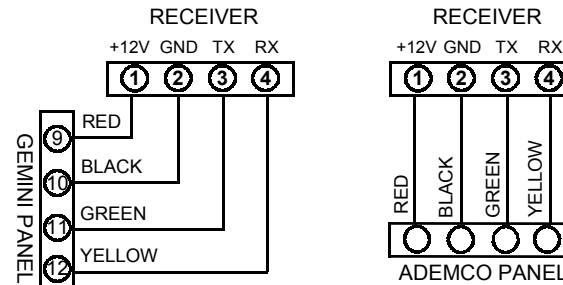 RECEIVER
+12V GND TX RX
1 2 3 4
9 RED
10 BLACK
11 GREEN
12 YELLOW
GEMINI PANEL
RECEIVER
+12V GND TX RX
1 2 3 4
RED
BLACK
GREEN
YELLOW
ADEMCO PANEL